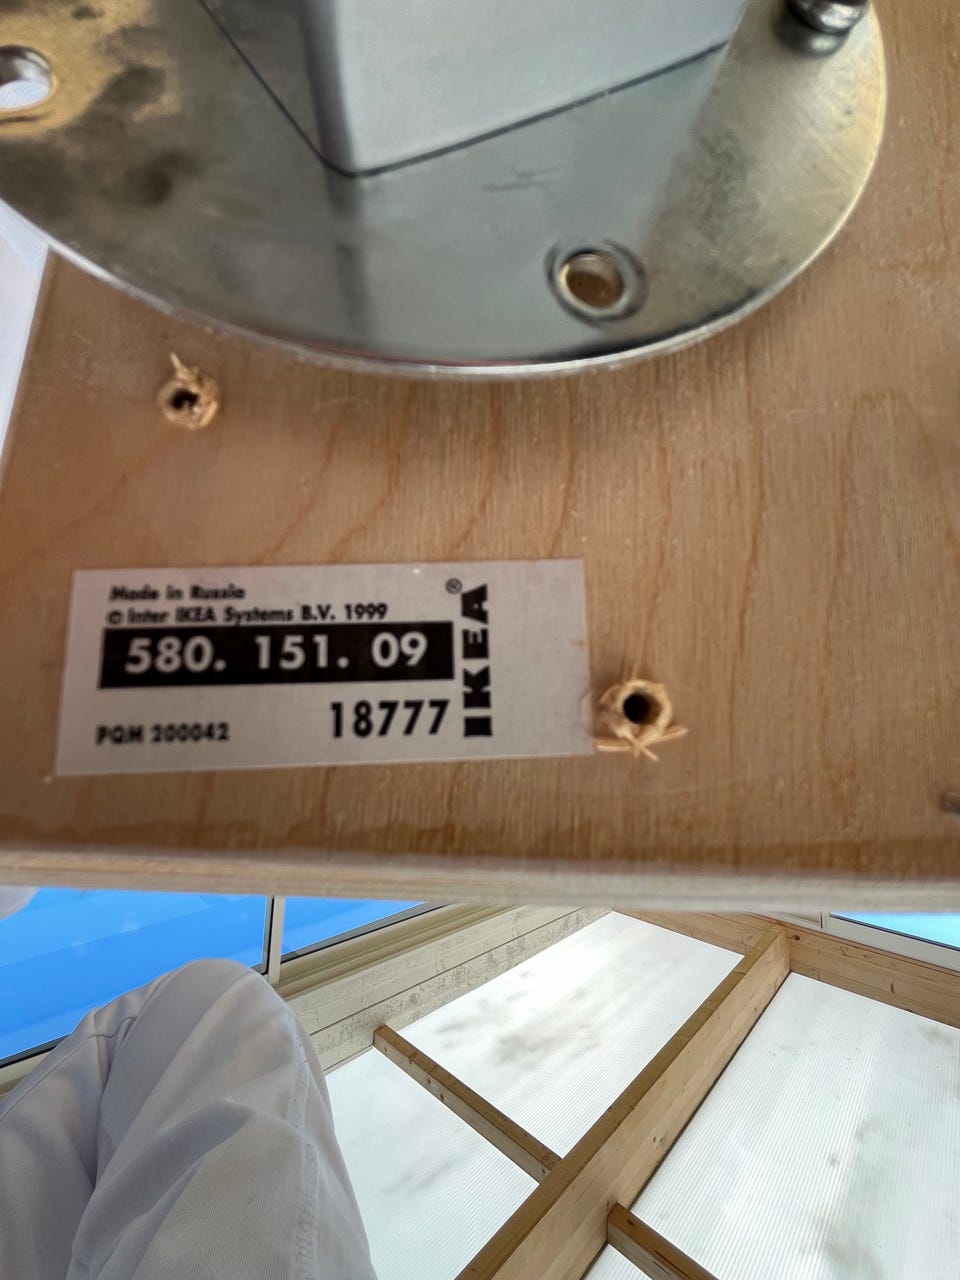 Made in Russia
© Inter IKEA Systems B.V. 1999
580. 151. 09
PQM 200042
18777
IKEA®